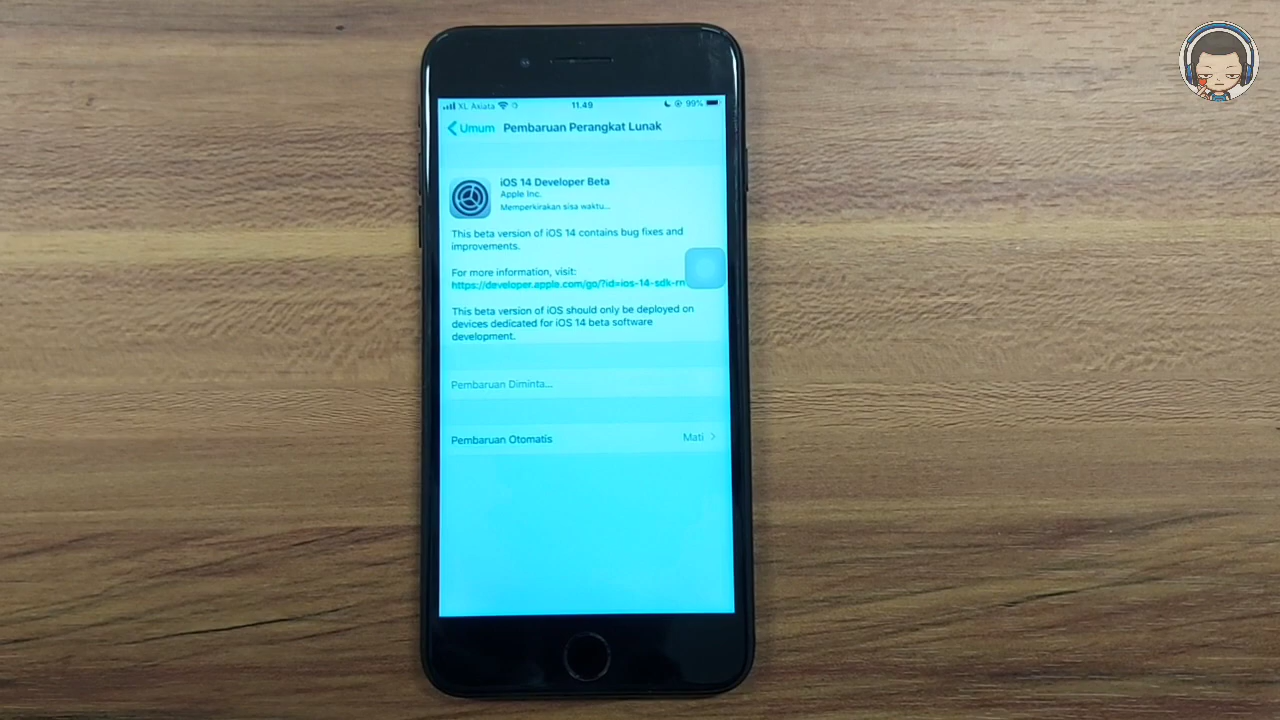 XL Axiata 11.49 99%
Umum Pembaruan Perangkat Lunak
iOS 14 Developer Beta
Apple Inc.
Memperkirakan sisa waktu...
This beta version of iOS 14 contains bug fixes and
improvements.
For more information, visit:
https://developer.apple.com/go/?id=ios-14-sdk-rn
This beta version of iOS should only be deployed on
devices dedicated for iOS 14 beta software
development.
Pembaruan Diminta...
Pembaruan Otomatis Mati